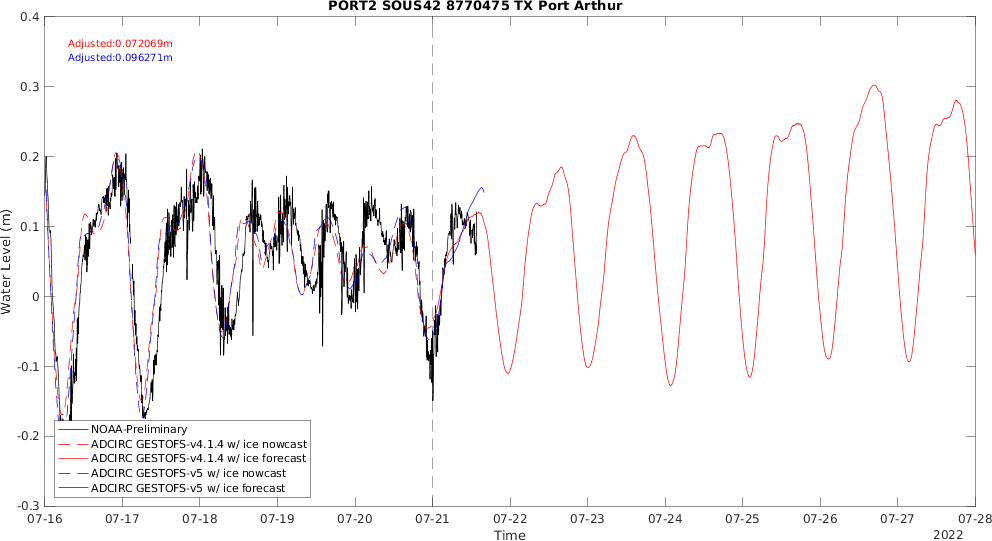 PORT2 SOUS42 8770475 TX Port Arthur
Adjusted:0.072069m
Adjusted:0.096271m
Water Level (m)
0.4
0.3
0.2
0.1
0
-0.1
-0.2
-0.3
NOAA-Preliminary
ADCIRC GESTOFS-v4.1.4 w/ ice nowcast
ADCIRC GESTOFS-v4.1.4 w/ ice forecast
ADCIRC GESTOFS-v5 w/ ice nowcast
ADCIRC GESTOFS-v5 w/ ice forecast
07-16 07-17 07-18 07-19 07-20 07-21 07-22 07-23 07-24 07-25 07-26 07-27 07-28
Time
2022